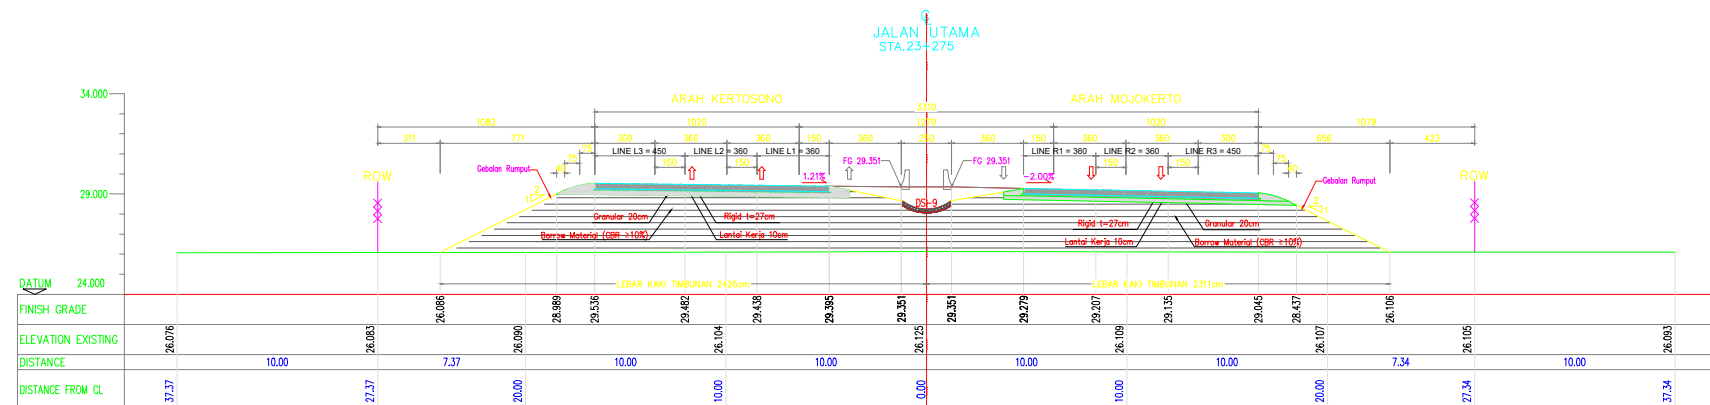 JALAN UTAMA
STA.23+275
34.000
ARAH KERTOSONO
ARAH MOJOKERTO
3310
1082
1020
1270
1020
1079
311
771
300
360
360
150
360
250
360
150
360
360
300
656
423
75
LINE L3 = 450
LINE L2 = 360
LINE L1 = 360
FG 29.351
FG 29.351
LINE R1 = 360
LINE R2 = 360
LINE R3 = 450
75
75
75
150
150
150
150
Gebalan Rumput
ROW
1.21%
-2.00%
Gebalan Rumput
ROW
29.000
DS-9
Granular 20cm
Rigid t=27cm
Rigid t=27cm
Granular 20cm
Borrow Material (CBR ≥10%)
Lantai Kerja 10cm
Lantai Kerja 10cm
Borrow Material (CBR ≥10%)
DATUM
24.000
LEBAR KAKI TIMBUNAN 2426cm
LEBAR KAKI TIMBUNAN 2311cm
FINISH GRADE
26.086
28.989
29.536
29.482
29.438
29.395
29.351
29.351
29.279
29.207
29.135
29.045
28.437
26.106
ELEVATION EXISTING
26.076
26.083
26.090
26.104
26.125
26.109
26.107
26.105
26.093
DISTANCE
10.00
7.37
10.00
10.00
10.00
10.00
7.34
10.00
DISTANCE FROM CL
37.37
27.37
20.00
10.00
0.00
10.00
20.00
27.34
37.34